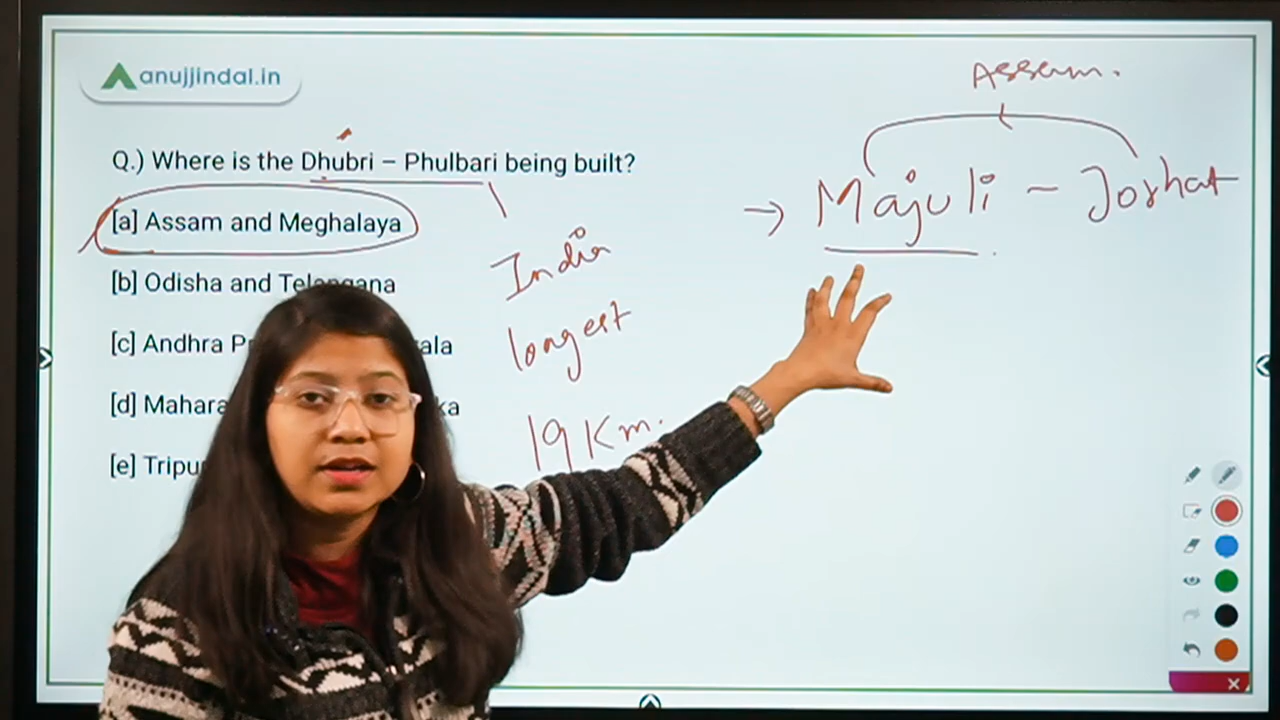 anujjindal.in
Q.) Where is the Dhubri – Phulbari being built?
[a] Assam and Meghalaya
[b] Odisha and Telangana
[c] Andhra ala
[d] Mahara ka
[e] Tripu
India
longest
19 Km.
Assam.
→ Majuli – Jorhat